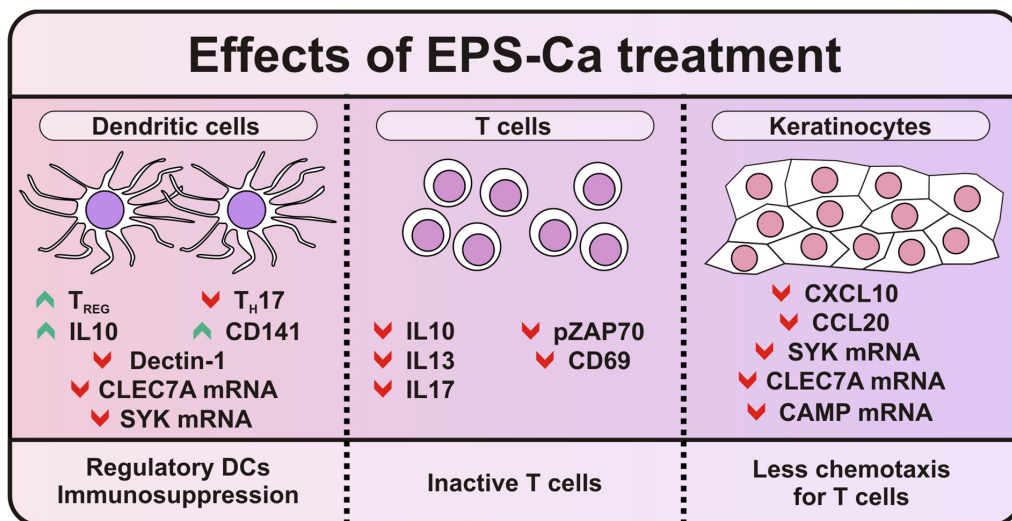 Effects of EPS-Ca treatment
Dendritic cells
T cells
Keratinocytes
TREG
TH17
IL10
CD141
Dectin-1
CLEC7A mRNA
SYK mRNA
IL10
pZAP70
IL13
CD69
IL17
CXCL10
CCL20
SYK mRNA
CLEC7A mRNA
CAMP mRNA
Regulatory DCs
Immunosuppression
Inactive T cells
Less chemotaxis
for T cells